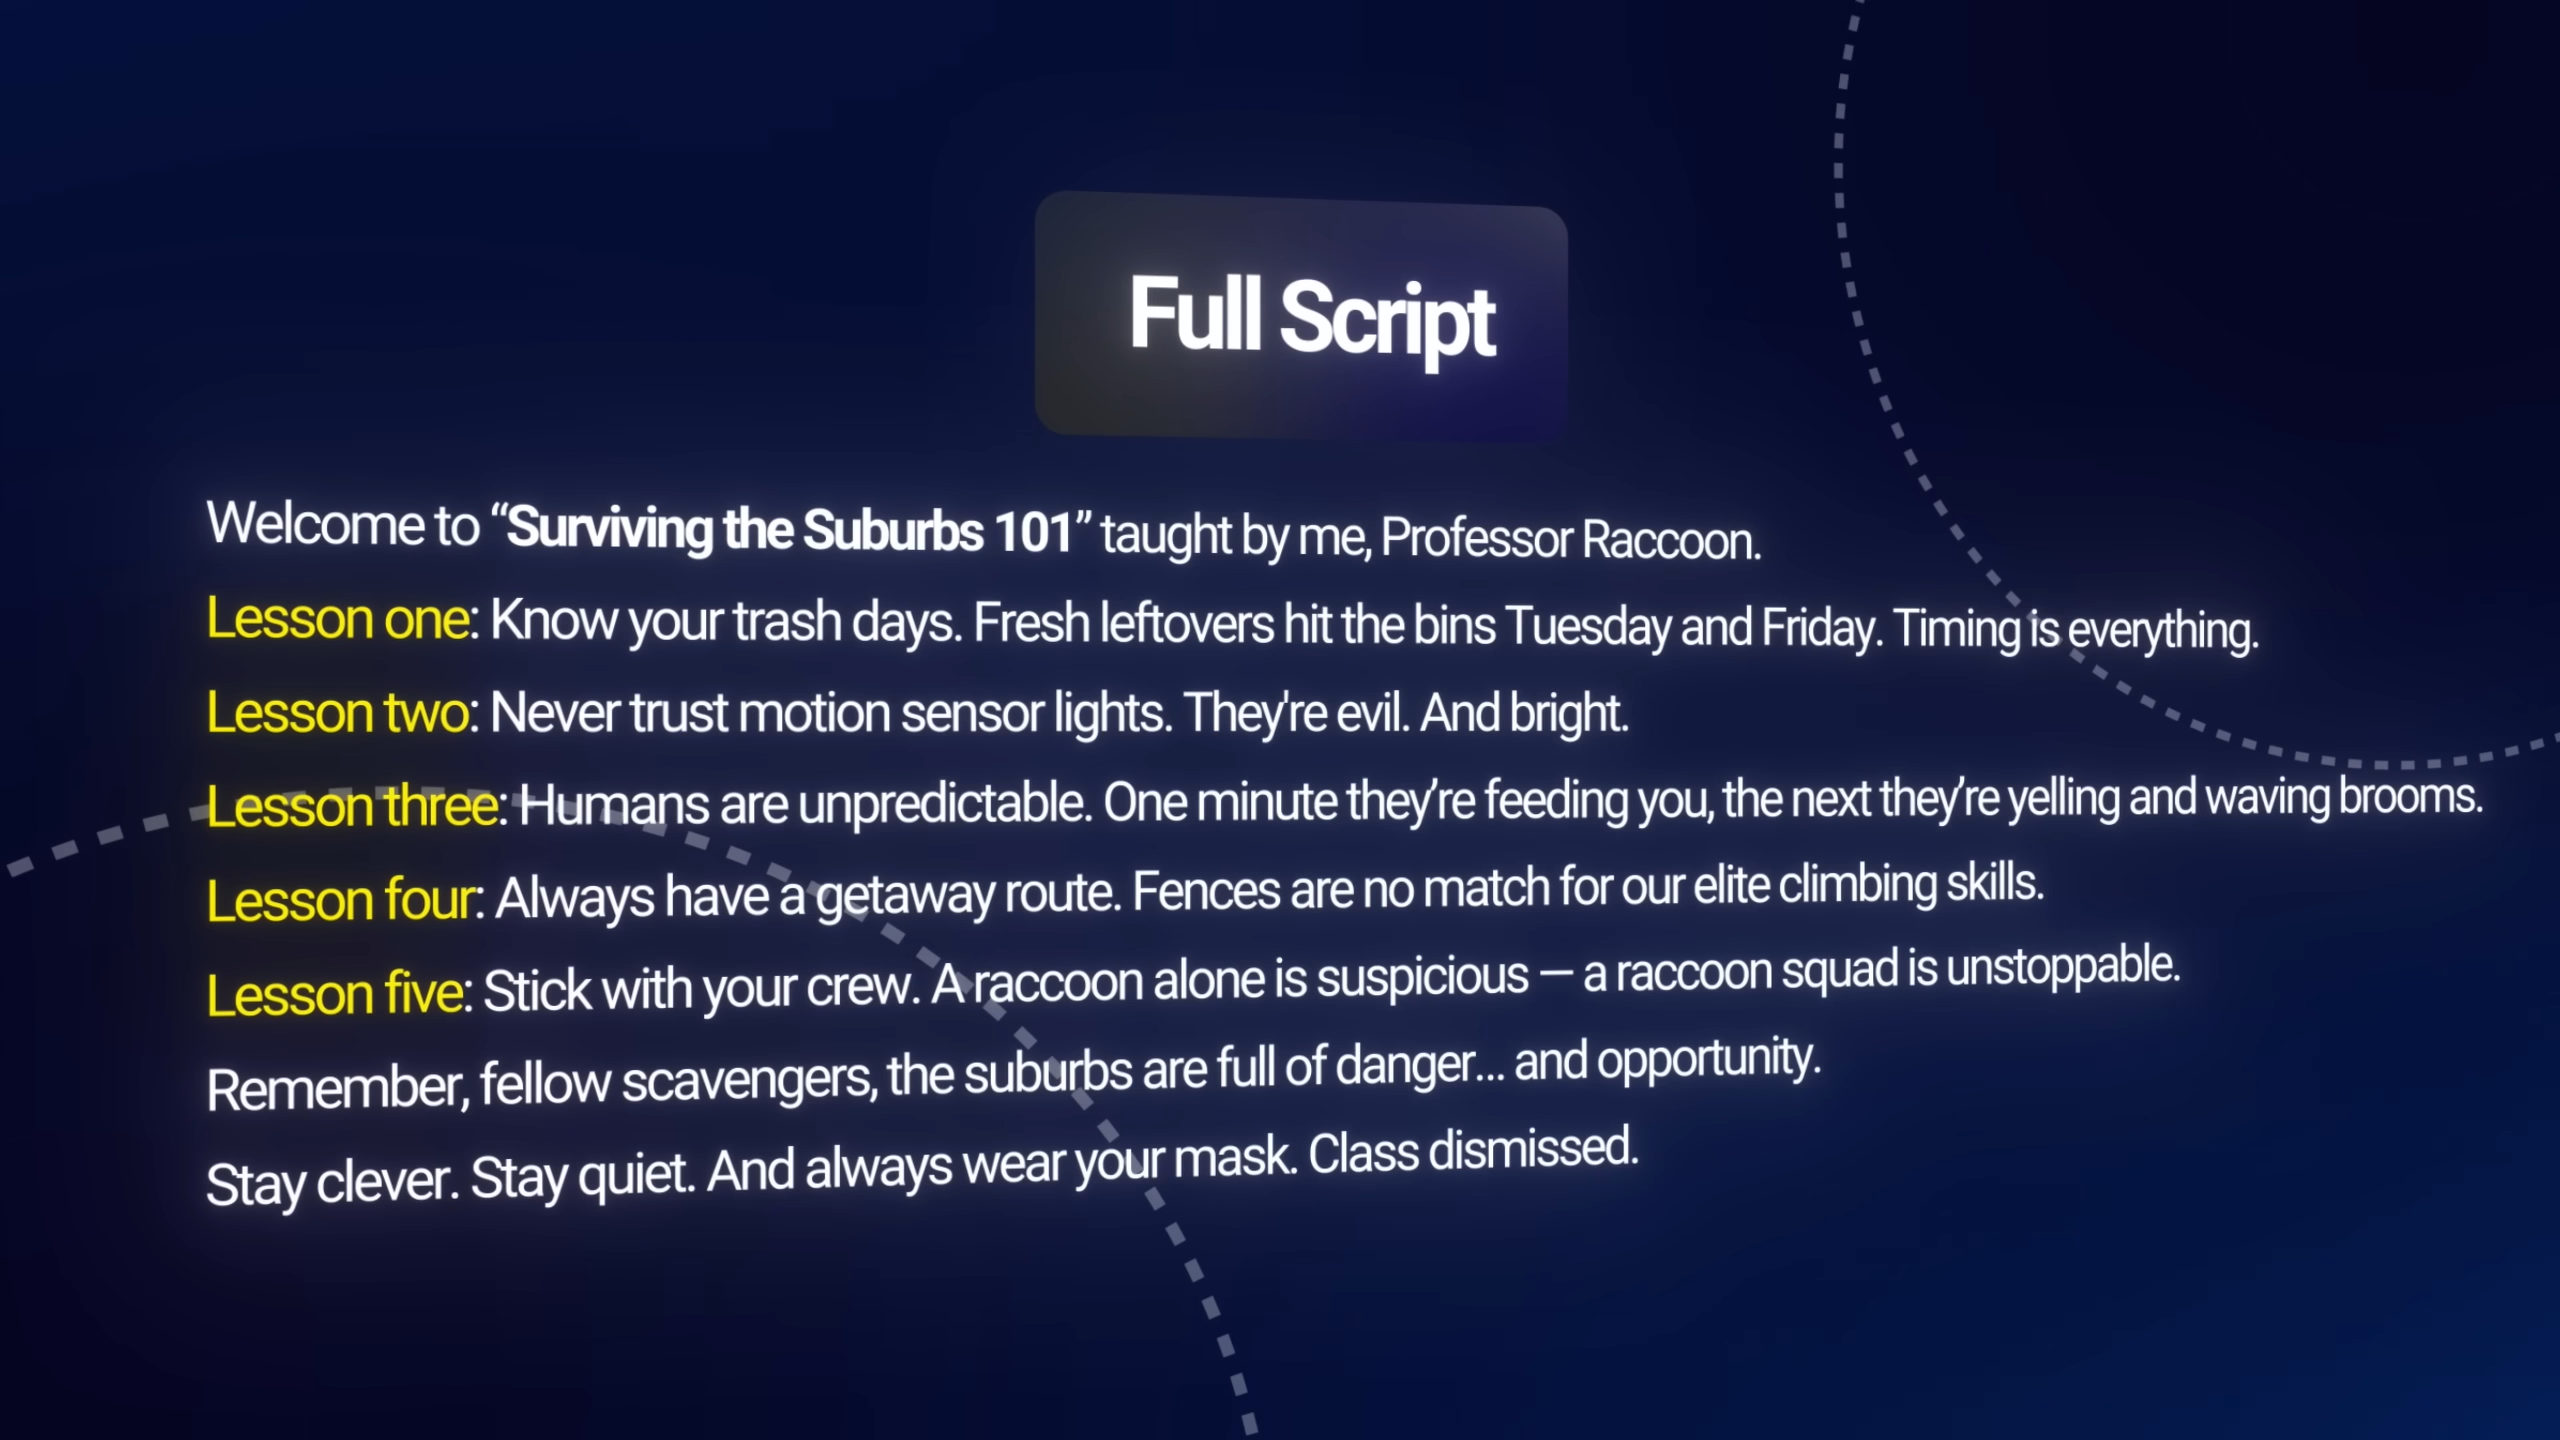 Full Script
Welcome to “Surviving the Suburbs 101” taught by me, Professor Raccoon.
Lesson one: Know your trash days. Fresh leftovers hit the bins Tuesday and Friday. Timing is everything.
Lesson two: Never trust motion sensor lights. They're evil. And bright.
Lesson three: Humans are unpredictable. One minute they’re feeding you, the next they’re yelling and waving brooms.
Lesson four: Always have a getaway route. Fences are no match for our elite climbing skills.
Lesson five: Stick with your crew. A raccoon alone is suspicious — a raccoon squad is unstoppable.
Remember, fellow scavengers, the suburbs are full of danger... and opportunity.
Stay clever. Stay quiet. And always wear your mask. Class dismissed.